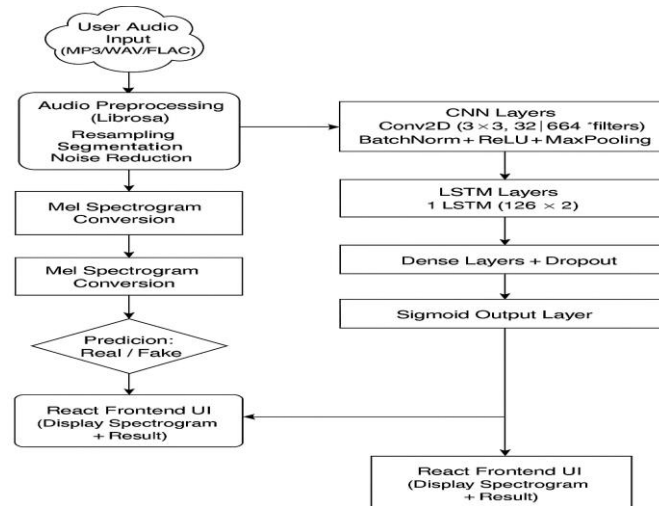 User Audio
Input
(MP3/WAV/FLAC)
Audio Preprocessing
(Librosa)
Resampling
Segmentation
Noise Reduction
Mel Spectrogram
Conversion
Mel Spectrogram
Conversion
Predicion:
Real / Fake
React Frontend UI
(Display Spectrogram
+ Result)
CNN Layers
Conv2D (3 × 3, 32 | 664 ˆfilters)
BatchNorm + ReLU + MaxPooling
LSTM Layers
1 LSTM (126 × 2)
Dense Layers + Dropout
Sigmoid Output Layer
React Frontend UI
(Display Spectrogram
+ Result)